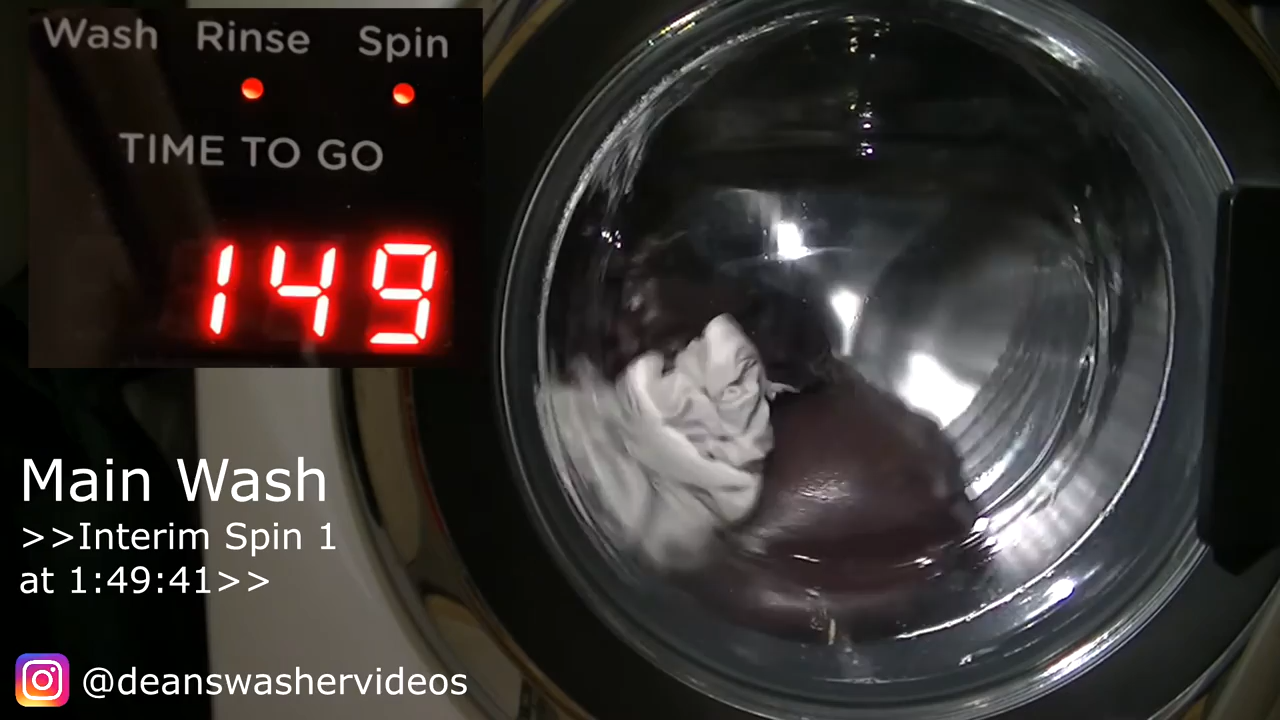 Wash Rinse Spin
TIME TO GO
149
Main Wash
>>Interim Spin 1
at 1:49:41>>
@deanswashervideos